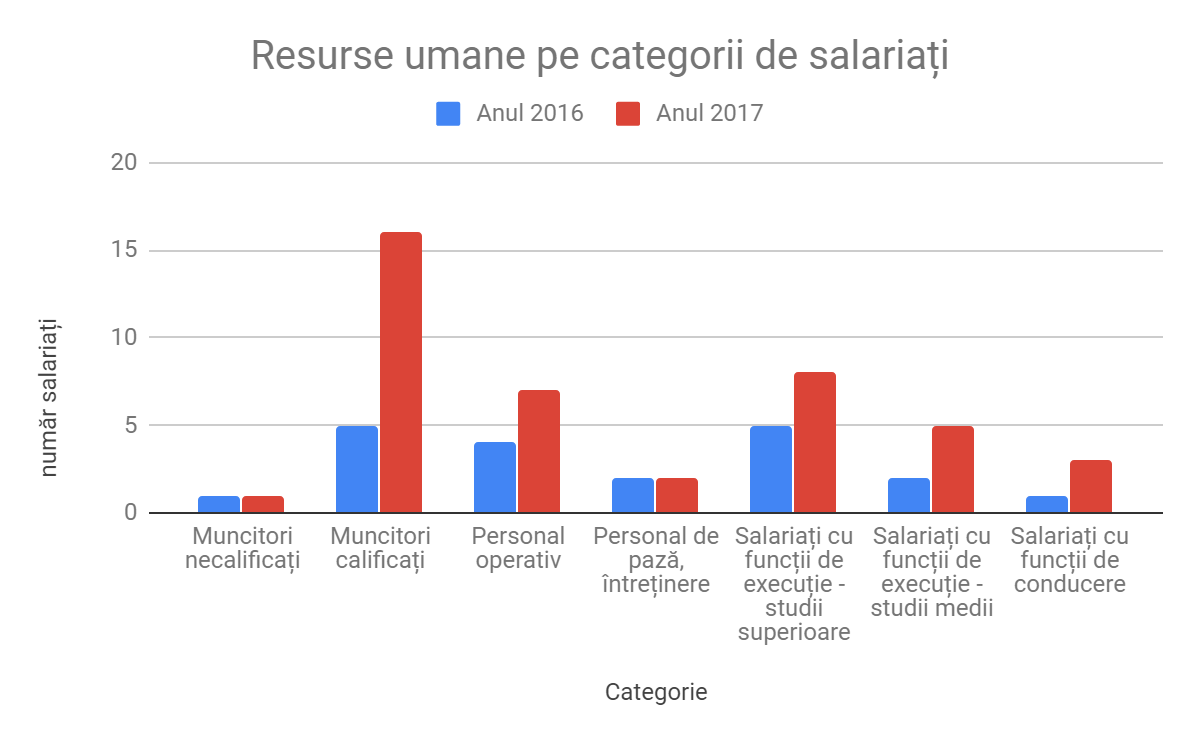 Resurse umane pe categorii de salariați
Anul 2016
Anul 2017
număr salariați
20
15
10
5
0
Muncitori
necalificați
Muncitori
calificați
Personal
operativ
Personal de
pază,
întreținere
Salariați cu
funcții de
execuție -
studii
superioare
Salariați cu
funcții de
execuție -
studii medii
Salariați cu
funcții de
conducere
Categorie